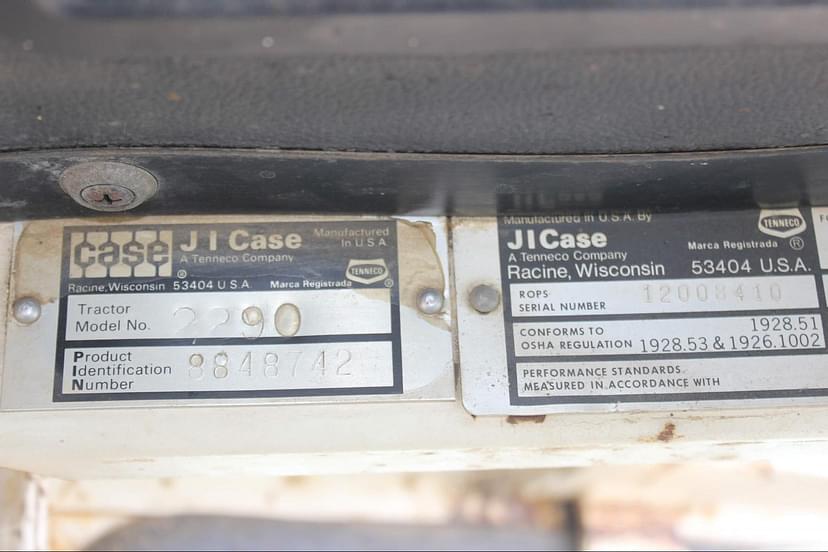 case
®
J I Case
Manufactured
In U.S.A.
A Tenneco Company
TENNECO
®
Racine, Wisconsin 53404 U.S.A
Marca Registrada
Tractor
Model No. 2290
Product
Identification
Number
8848742
Manufactured in U.S.A. By
J I Case
A Tenneco Company
TENNECO
Marca Registrada ®
Racine, Wisconsin 53404 U.S.A.
ROPS
SERIAL NUMBER
12008410
CONFORMS TO
OSHA REGULATION
1928.51
1928.53 & 1926.1002
PERFORMANCE STANDARDS
MEASURED IN ACCORDANCE WITH